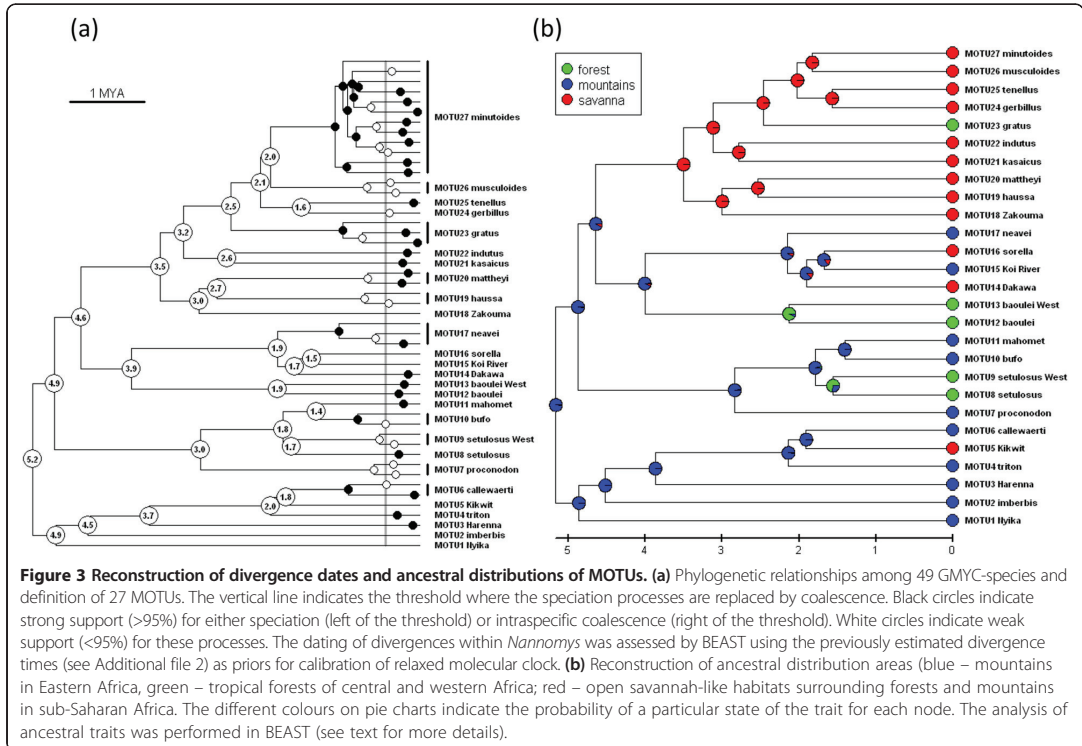 (a)
1 MYA
MOTU27 minutoides
2.0
2.1
MOTU26 musculoides
2.5
1.6
MOTU25 tenellus
MOTU24 gerbillus
3.2
MOTU23 gratus
3.5
2.6
MOTU22 indutus
MOTU21 kasaicus
2.7
MOTU20 mattheyi
3.0
MOTU19 haussa
MOTU18 Zakouma
4.6
MOTU17 neavei
1.9
1.5
MOTU16 sorella
1.7
MOTU15 Koi River
3.9
MOTU14 Dakawa
4.9
1.9
MOTU13 baoulei West
MOTU12 baoulei
1.4
MOTU11 mahomet
MOTU10 bufo
1.8
MOTU9 setulosus West
1.7
3.0
MOTU8 setulosus
5.2
MOTU7 proconodon
MOTU6 callewaerti
1.8
2.0
MOTU5 Kikwit
3.7
MOTU4 triton
4.5
MOTU3 Harenna
4.9
MOTU2 imberbis
MOTU1 Ilyika
(b)
forest
mountains
savanna
MOTU27 minutoides
MOTU26 musculoides
MOTU25 tenellus
MOTU24 gerbillus
MOTU23 gratus
MOTU22 indutus
MOTU21 kasaicus
MOTU20 mattheyi
MOTU19 haussa
MOTU18 Zakouma
MOTU17 neavei
MOTU16 sorella
MOTU15 Koi River
MOTU14 Dakawa
MOTU13 baoulei West
MOTU12 baoulei
MOTU11 mahomet
MOTU10 bufo
MOTU9 setulosus West
MOTU8 setulosus
MOTU7 proconodon
MOTU6 callewaerti
MOTU5 Kikwit
MOTU4 triton
MOTU3 Harenna
MOTU2 imberbis
MOTU1 Ilyika
5 4 3 2 1 0
Figure 3 Reconstruction of divergence dates and ancestral distributions of MOTUs. (a) Phylogenetic relationships among 49 GMYC-species and
definition of 27 MOTUs. The vertical line indicates the threshold where the speciation processes are replaced by coalescence. Black circles indicate
strong support (>95%) for either speciation (left of the threshold) or intraspecific coalescence (right of the threshold). White circles indicate weak
support (<95%) for these processes. The dating of divergences within Nannomys was assessed by BEAST using the previously estimated divergence
times (see Additional file 2) as priors for calibration of relaxed molecular clock. (b) Reconstruction of ancestral distribution areas (blue – mountains
in Eastern Africa, green – tropical forests of central and western Africa; red – open savannah-like habitats surrounding forests and mountains
in sub-Saharan Africa. The different colours on pie charts indicate the probability of a particular state of the trait for each node. The analysis of
ancestral traits was performed in BEAST (see text for more details).